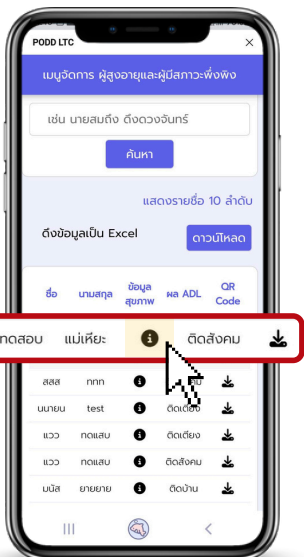 PODD LTC ×
เมนูจัดการ ผู้สูงอายุและผู้มีสภาวะพึ่งพิง
เช่น นายสมถึง ดึงดวงจันทร์
ค้นหา
แสดงรายชื่อ 10 ลำดับ
ดึงข้อมูลเป็น Excel
ดาวน์โหลด
ชื่อ นามสกุล ข้อมูลสุขภาพ ผล ADL QR Code
ทดสอบ แม่เหียะ ติดสังคม
สสส ททท
นนายน test ติดเตียง
แวว ทดแสบ ติดเตียง
แวว ทดแสบ ติดสังคม
มนัส ยายยาย ติดบ้าน